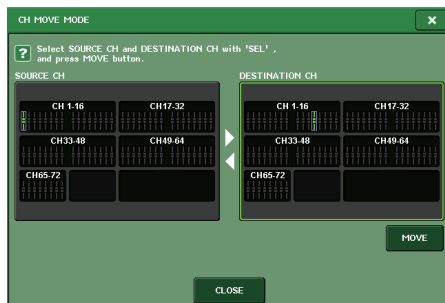 CH MOVE MODE
×
? Select SOURCE CH and DESTINATION CH with 'SEL' ,
and press MOVE button.
SOURCE CH
DESTINATION CH
CH 1-16
CH17-32
CH 1-16
CH17-32
CH33-48
CH49-64
CH33-48
CH49-64
CH65-72
CH65-72
MOVE
CLOSE